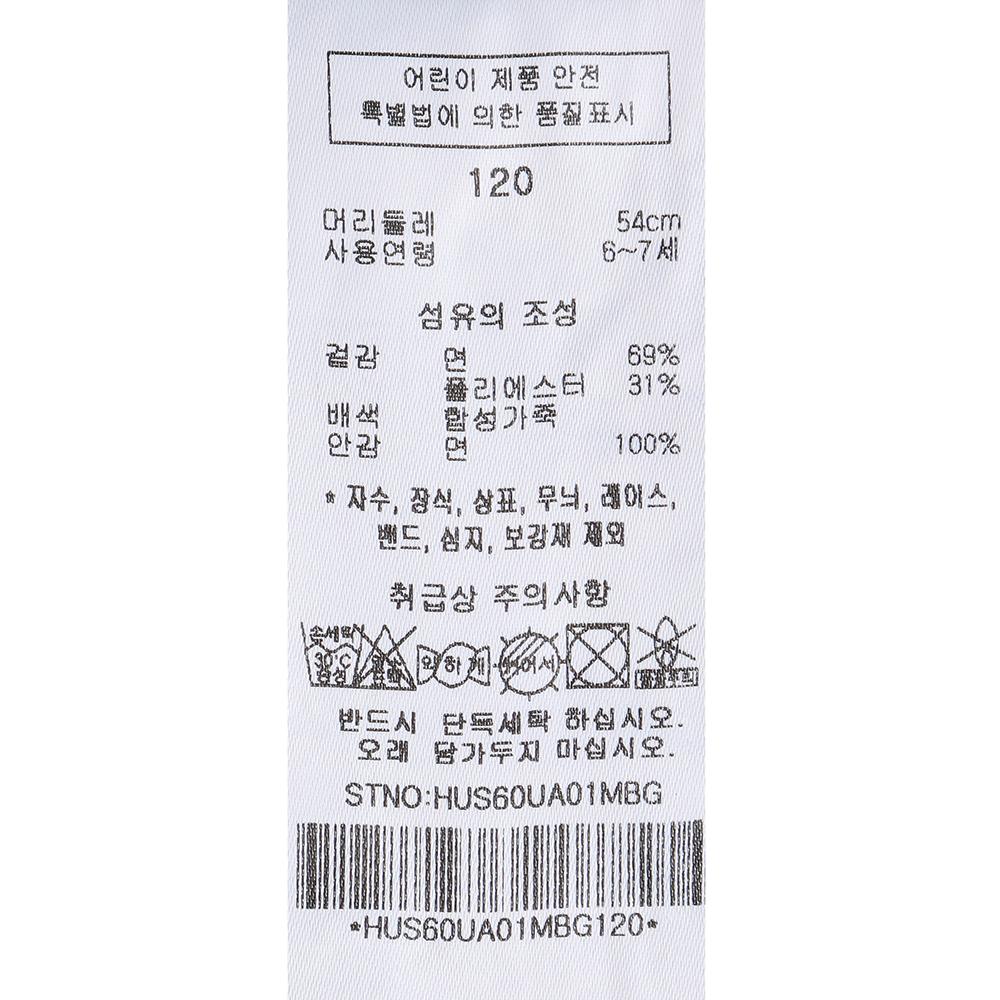 어린이 제품 안전
특별법에 의한 품질표시
120
머리둘레 54cm
사용연령 6~7세
섬유의 조성
겉감 면 69%
폴리에스터 31%
배색 합성가죽
안감 면 100%
* 자수, 장식, 상표, 무늬, 레이스,
밴드, 심지, 보강재 제외
취급상 주의사항
손세탁 약하게 뉘어서
30℃ 중성
반드시 단독세탁 하십시오.
오래 담가두지 마십시오.
STNO:HUS60UA01MBG
*HUS60UA01MBG120*